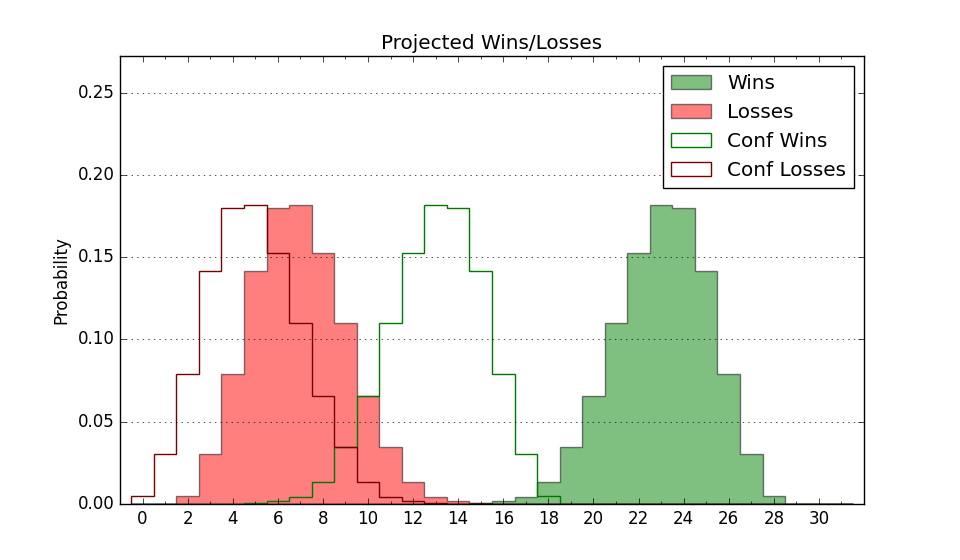 Projected Wins/Losses
Wins
Losses
Conf Wins
Conf Losses
Probability
0.25
0.20
0.15
0.10
0.05
0.00
0 2 4 6 8 10 12 14 16 18 20 22 24 26 28 30